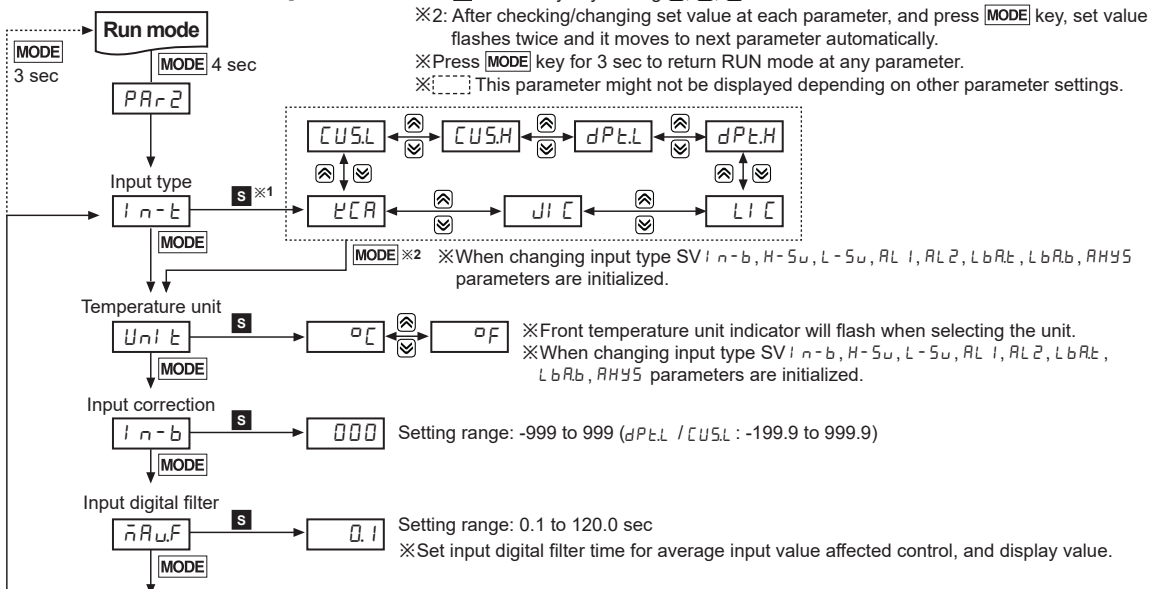 ※2: After checking/changing set value at each parameter, and press MODE key, set value
flashes twice and it moves to next parameter automatically.
※Press MODE key for 3 sec to return RUN mode at any parameter.
※ This parameter might not be displayed depending on other parameter settings.
Run mode
MODE
3 sec
MODE 4 sec
PAr2
CUS.L CUS.H dPt.L dPt.H
Input type
In-t
S ※1
KCA JIC LIC
MODE
MODE ※2
※When changing input type SV In-b, H-Su, L-Su, AL1, AL2, LbA.t, LbA.b, AHYS
parameters are initialized.
Temperature unit
UnIt
S
°C °F
※Front temperature unit indicator will flash when selecting the unit.
※When changing input type SV In-b, H-Su, L-Su, AL1, AL2, LbA.t,
LbA.b, AHYS parameters are initialized.
MODE
Input correction
In-b
S
000
Setting range: -999 to 999 (dPt.L / CUS.L : -199.9 to 999.9)
MODE
Input digital filter
MAu.F
S
0.1
Setting range: 0.1 to 120.0 sec
※Set input digital filter time for average input value affected control, and display value.
MODE